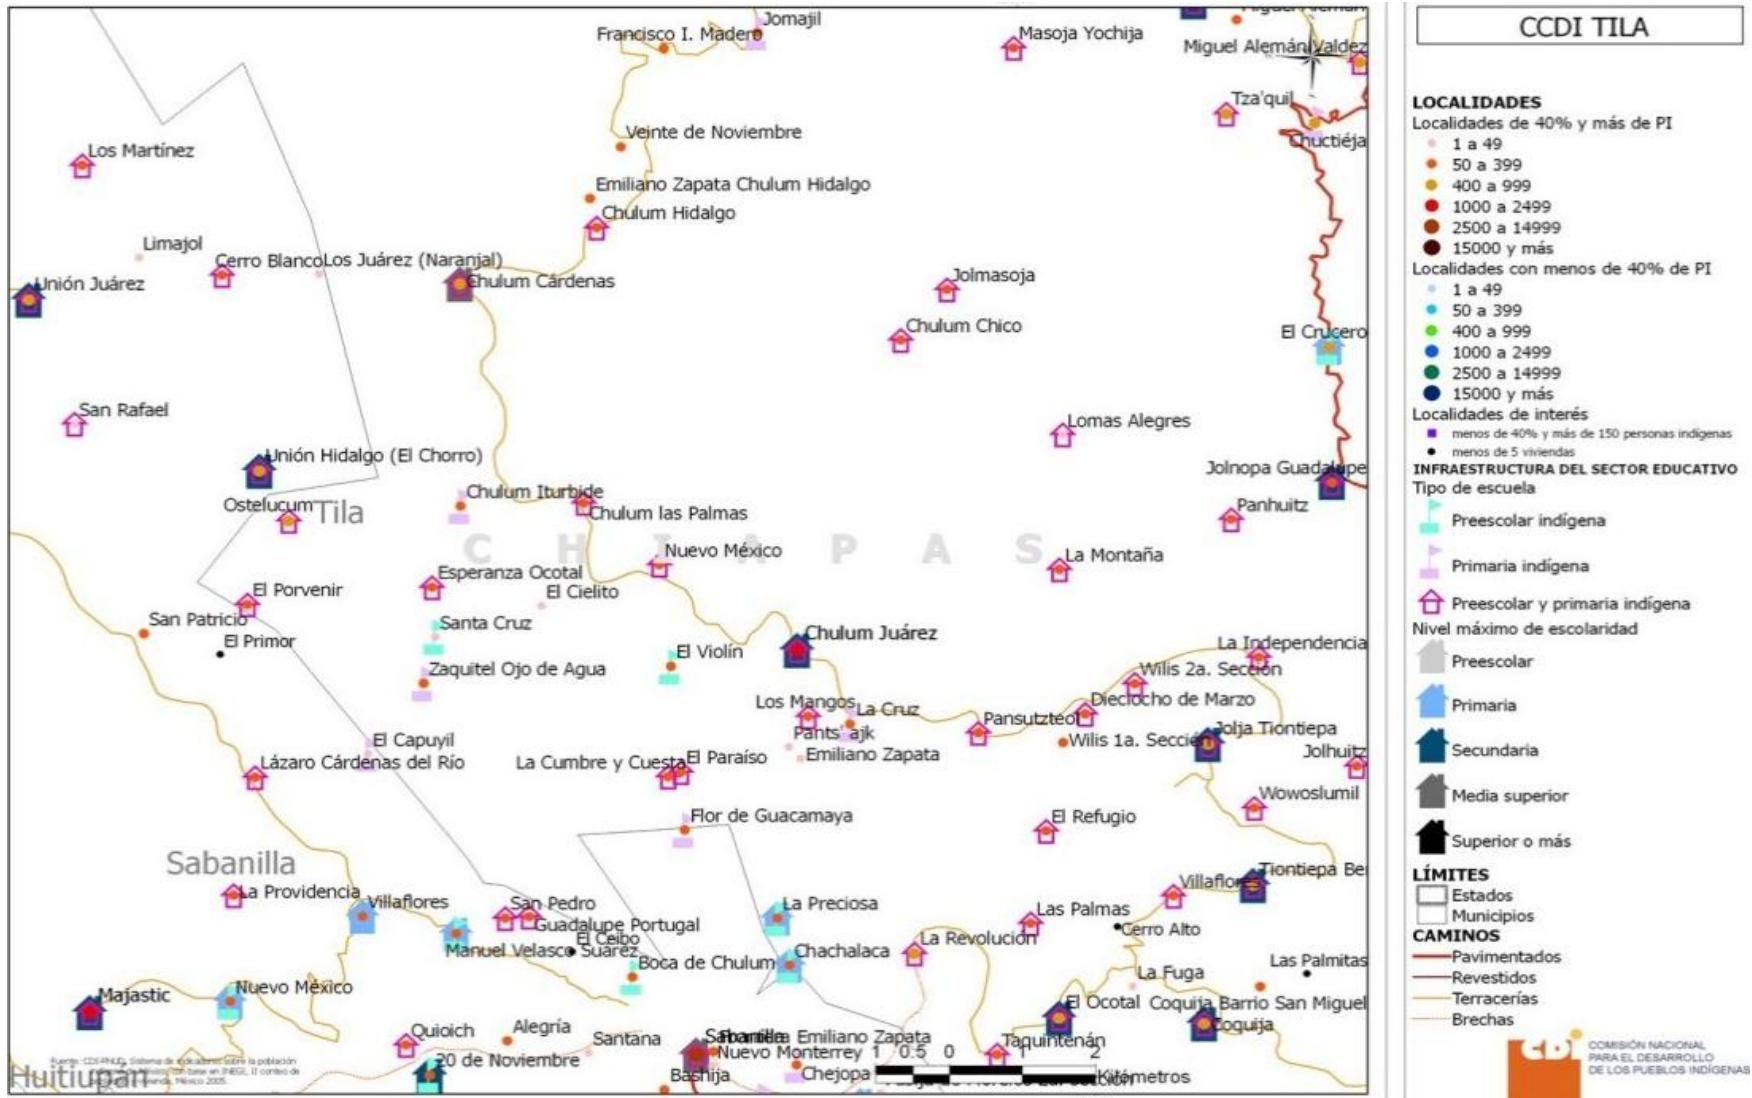 Jomajil
Francisco I. Madero
Masoja Yochija
Miguel Alemán Valdez
Tza'quil
Chuctiéja
Veinte de Noviembre
Los Martínez
Emiliano Zapata Chulum Hidalgo
Chulum Hidalgo
Limajol
Cerro Blanco
Los Juárez (Naranjal)
Unión Juárez
Chulum Cárdenas
Jolmasoja
Chulum Chico
El Crucero
San Rafael
Lomas Alegres
Unión Hidalgo (El Chorro)
Jolnopa Guadalupe
Chulum Iturbide
Ostelucum
Tila
Chulum las Palmas
Panhuitz
CHIAPAS
Nuevo México
La Montaña
Esperanza Ocotal
El Cielito
El Porvenir
San Patricio
Santa Cruz
El Primor
Chulum Juárez
La Independencia
El Violín
Zaquitel Ojo de Agua
Wilis 2a. Sección
Los Mangos
La Cruz
Dieciocho de Marzo
Pansutzteol
Pants'ajk
Wilis 1a. Sección
Jolja Tiontiepa
El Capuyil
Emiliano Zapata
Jolhuitz
Lázaro Cárdenas del Río
La Cumbre y Cuesta
El Paraíso
Wowoslumil
Flor de Guacamaya
El Refugio
Sabanilla
Tiontiepa Be
La Providencia
Villaflores
San Pedro
La Preciosa
Villaflores
Guadalupe Portugal
Las Palmas
Cerro Alto
El Ceibo
Manuel Velasco Suárez
Chachalaca
La Revolución
Boca de Chulum
La Fuga
Las Palmitas
Majastic
Nuevo México
El Ocotal
Coquija Barrio San Miguel
Coquija
Quioich
Alegría
Santana
Sabanilla
Emiliano Zapata
Taquintenán
20 de Noviembre
Nuevo Monterrey
Bashija
Chejopa
1 0.5 0 1 2
Kilómetros
Huitiupán
CCDI TILA
LOCALIDADES
Localidades de 40% y más de PI
1 a 49
50 a 399
400 a 999
1000 a 2499
2500 a 14999
15000 y más
Localidades con menos de 40% de PI
1 a 49
50 a 399
400 a 999
1000 a 2499
2500 a 14999
15000 y más
Localidades de interés
menos de 40% y más de 150 personas indígenas
menos de 5 viviendas
INFRAESTRUCTURA DEL SECTOR EDUCATIVO
Tipo de escuela
Preescolar indígena
Primaria indígena
Preescolar y primaria indígena
Nivel máximo de escolaridad
Preescolar
Primaria
Secundaria
Media superior
Superior o más
LÍMITES
Estados
Municipios
CAMINOS
Pavimentados
Revestidos
Terracerías
Brechas
CDI
COMISIÓN NACIONAL
PARA EL DESARROLLO
DE LOS PUEBLOS INDÍGENAS